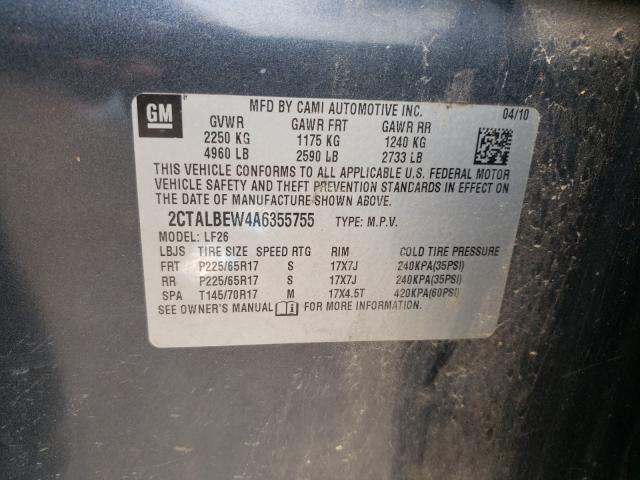 GM ®
MFD BY CAMI AUTOMOTIVE INC. 04/10
GVWR GAWR FRT GAWR RR
2250 KG 1175 KG 1240 KG
4960 LB 2590 LB 2733 LB
THIS VEHICLE CONFORMS TO ALL APPLICABLE U.S. FEDERAL MOTOR
VEHICLE SAFETY AND THEFT PREVENTION STANDARDS IN EFFECT ON
THE DATE OF MANUFACTURE SHOWN ABOVE.
2CTALBEW4A6355755 TYPE: M.P.V.
MODEL: LF26
LBJS TIRE SIZE SPEED RTG RIM COLD TIRE PRESSURE
FRT P225/65R17 S 17X7J 240KPA(35PSI)
RR P225/65R17 S 17X7J 240KPA(35PSI)
SPA T145/70R17 M 17X4.5T 420KPA(60PSI)
SEE OWNER'S MANUAL FOR MORE INFORMATION.